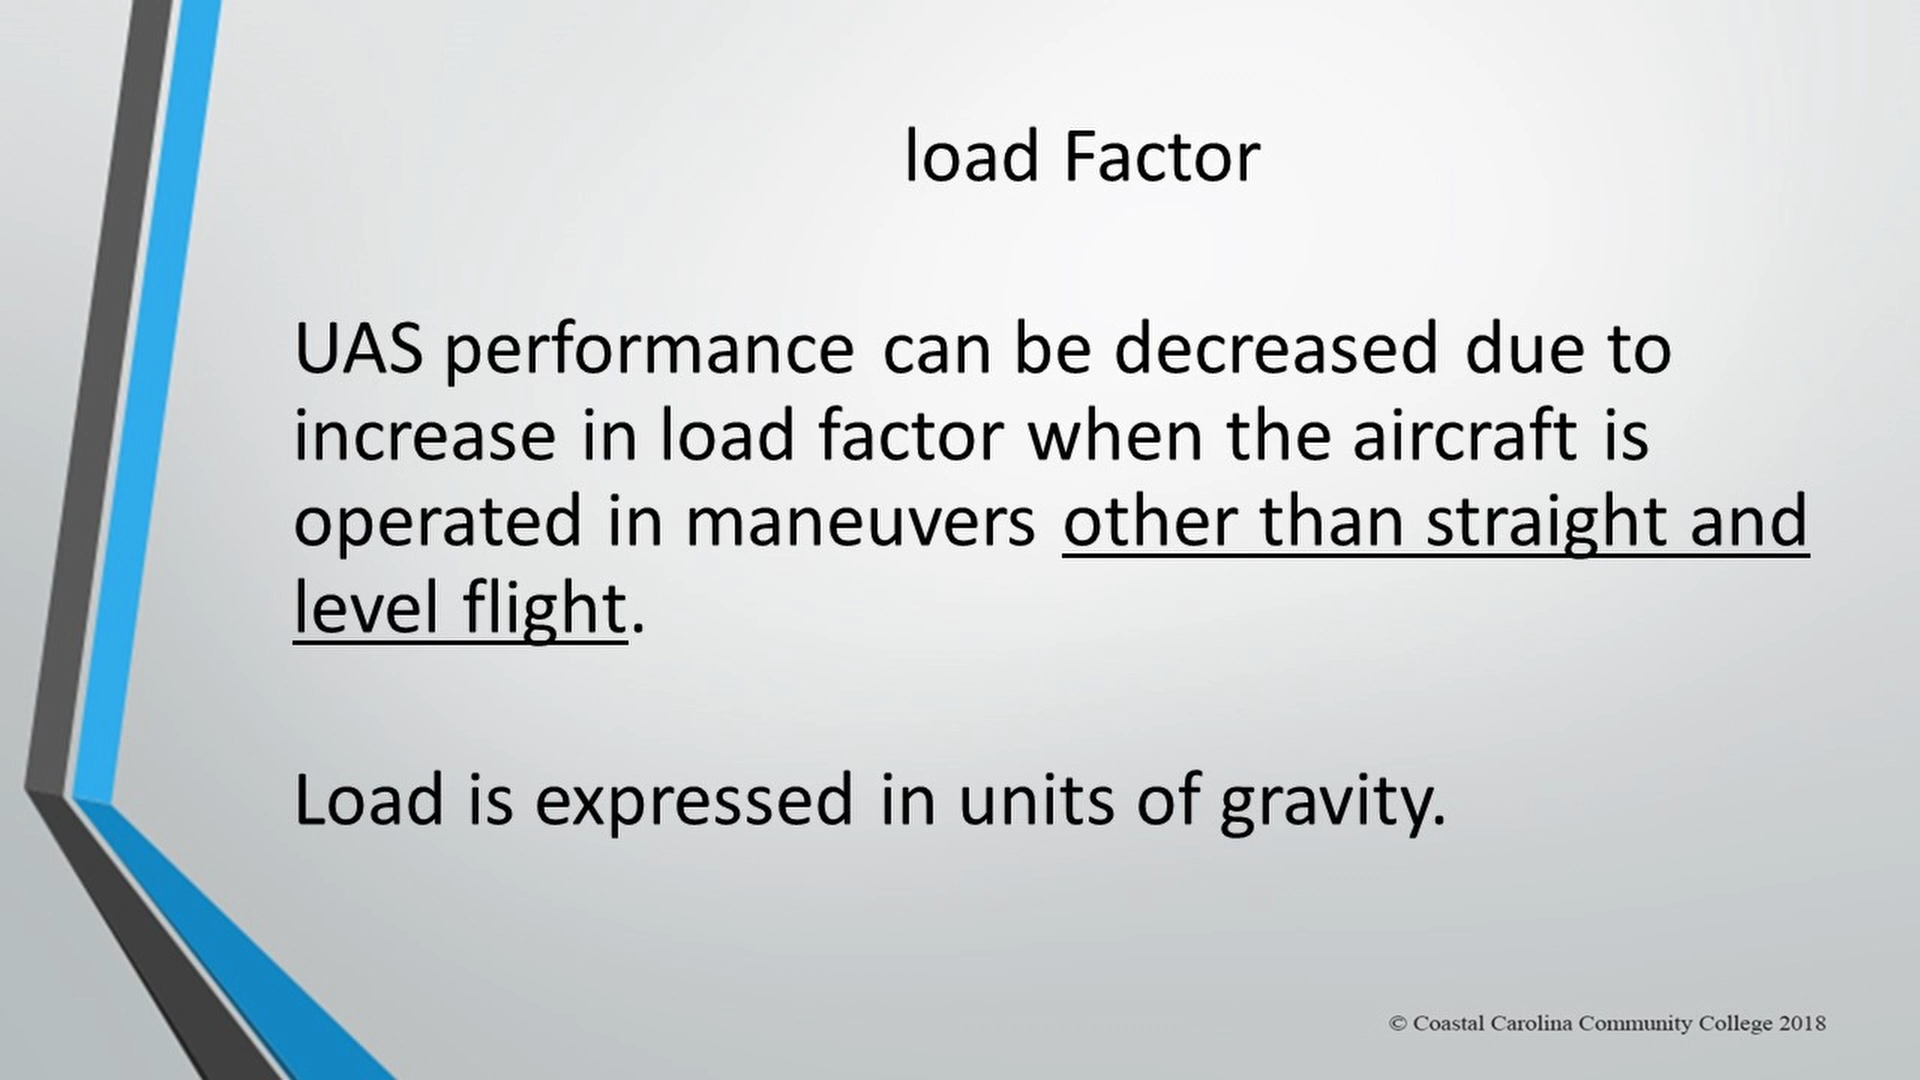 load Factor
UAS performance can be decreased due to
increase in load factor when the aircraft is
operated in maneuvers other than straight and
level flight.
Load is expressed in units of gravity.
© Coastal Carolina Community College 2018